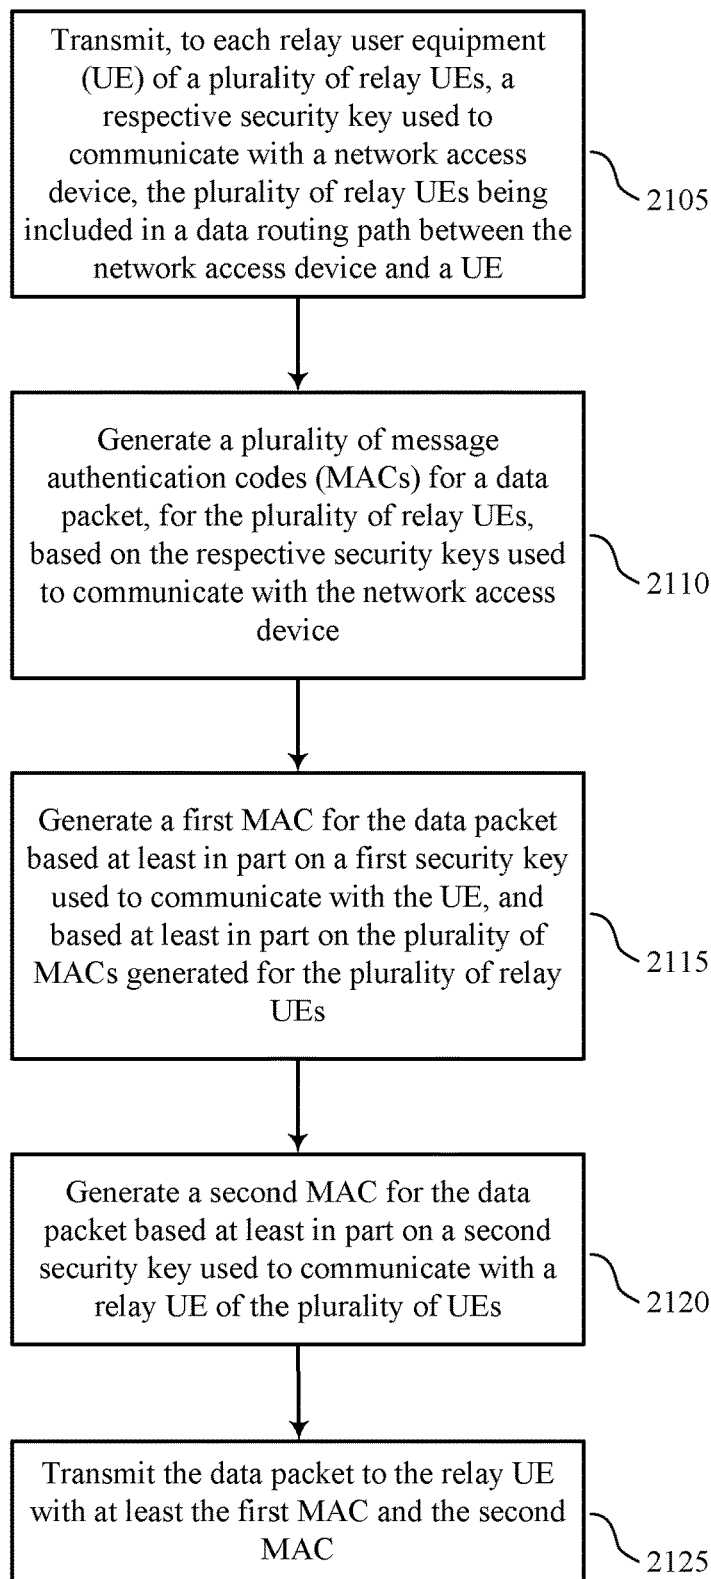 Transmit, to each relay user equipment
(UE) of a plurality of relay UEs, a
respective security key used to
communicate with a network access
device, the plurality of relay UEs being
included in a data routing path between the
network access device and a UE
2105
Generate a plurality of message
authentication codes (MACs) for a data
packet, for the plurality of relay UEs,
based on the respective security keys used
to communicate with the network access
device
2110
Generate a first MAC for the data packet
based at least in part on a first security key
used to communicate with the UE, and
based at least in part on the plurality of
MACs generated for the plurality of relay
UEs
2115
Generate a second MAC for the data
packet based at least in part on a second
security key used to communicate with a
relay UE of the plurality of UEs
2120
Transmit the data packet to the relay UE
with at least the first MAC and the second
MAC
2125